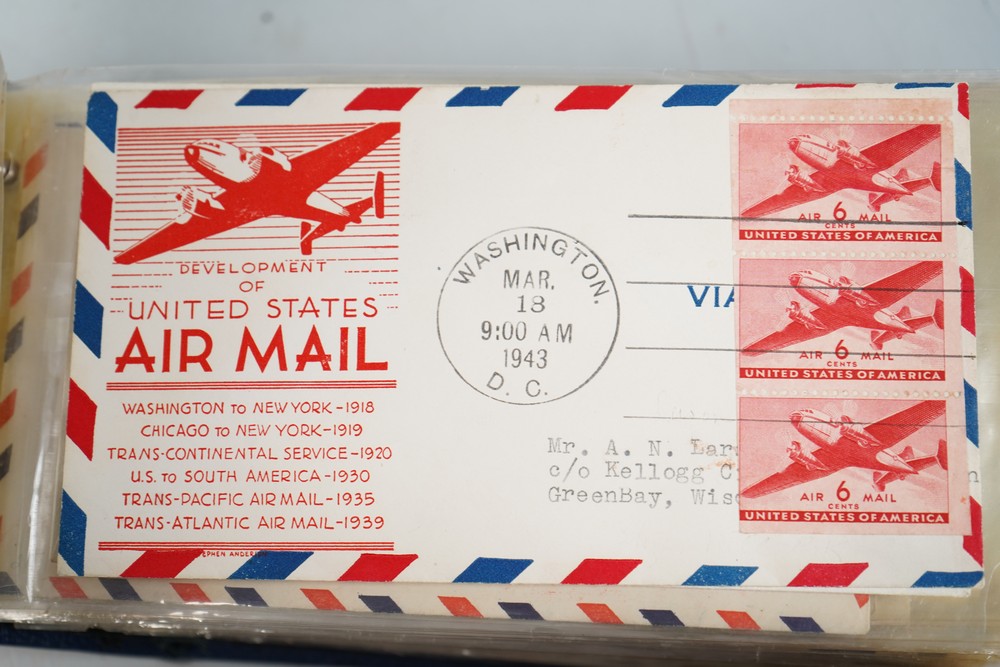 DEVELOPMENT
OF
UNITED STATES
AIR MAIL
WASHINGTON TO NEW YORK-1918
CHICAGO TO NEW YORK-1919
TRANS-CONTINENTAL SERVICE-1920
U.S. TO SOUTH AMERICA-1930
TRANS-PACIFIC AIR MAIL-1935
TRANS-ATLANTIC AIR MAIL-1939
WASHINGTON.
MAR.
18
9:00 AM
1943
D. C.
Mr. A. N.
c/o Kellogg
GreenBay,
AIR 6 MAIL
CENTS
UNITED STATES OF AMERICA
AIR 6 MAIL
CENTS
UNITED STATES OF AMERICA
AIR 6 MAIL
CENTS
UNITED STATES OF AMERICA